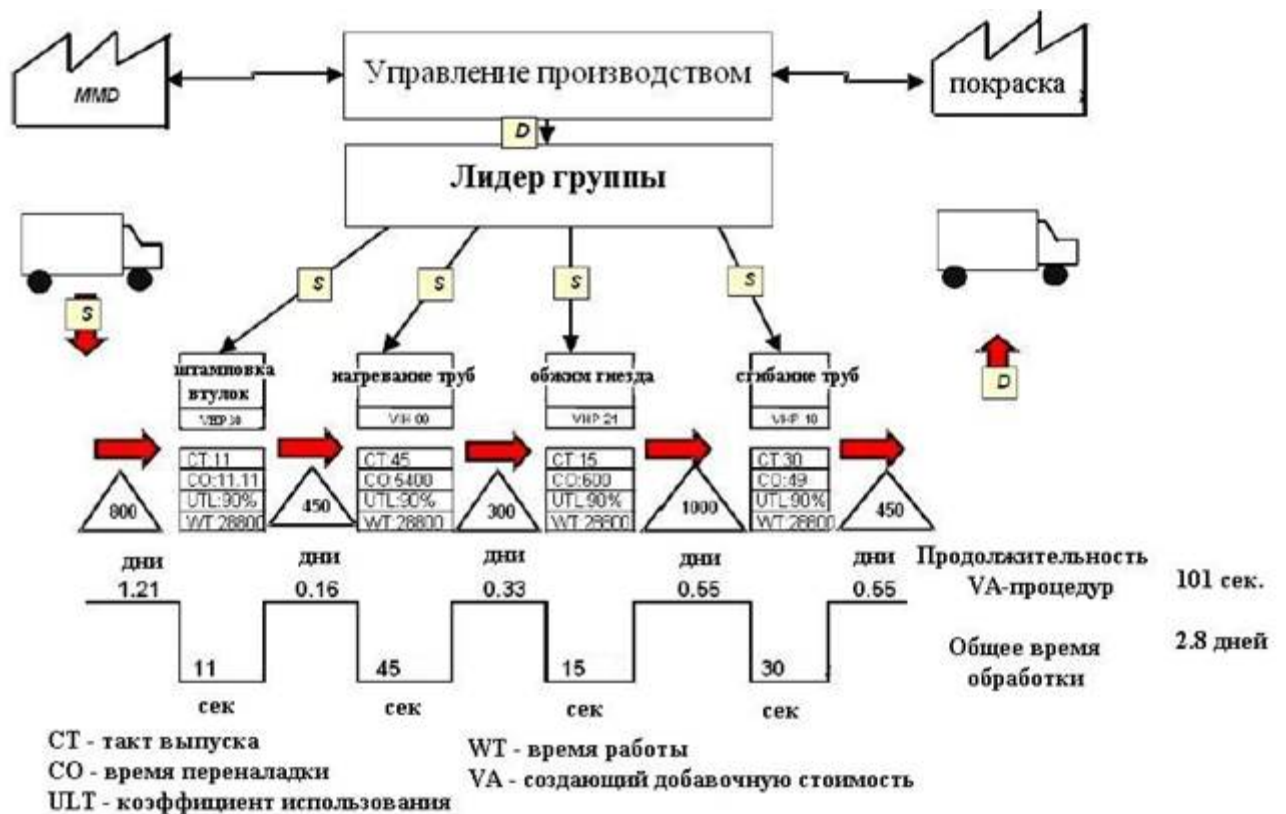 MMD
Управление производством
покраска
D
Лидер группы
S
S
S
S
S
D
штамповка
втулок
нагревание труб
обжим гнезда
сгибание труб
VHP 21
VHP 10
CT:11
CT:45
CT:15
CT:30
CO:11.11
CO:5400
CO:600
CO:49
UTL:90%
UTL:90%
UTL:90%
UTL:90%
WT:28800
WT:28800
WT:28800
WT:28800
800
450
300
1000
450
дни
дни
дни
дни
дни
1.21
0.16
0.33
0.55
0.55
Продолжительность
VA-процедур
101 сек.
11
45
15
30
Общее время
обработки
2.8 дней
сек
сек
сек
сек
CT - такт выпуска
CO - время переналадки
ULT - коэффициент использования
WT - время работы
VA - создающий добавочную стоимость